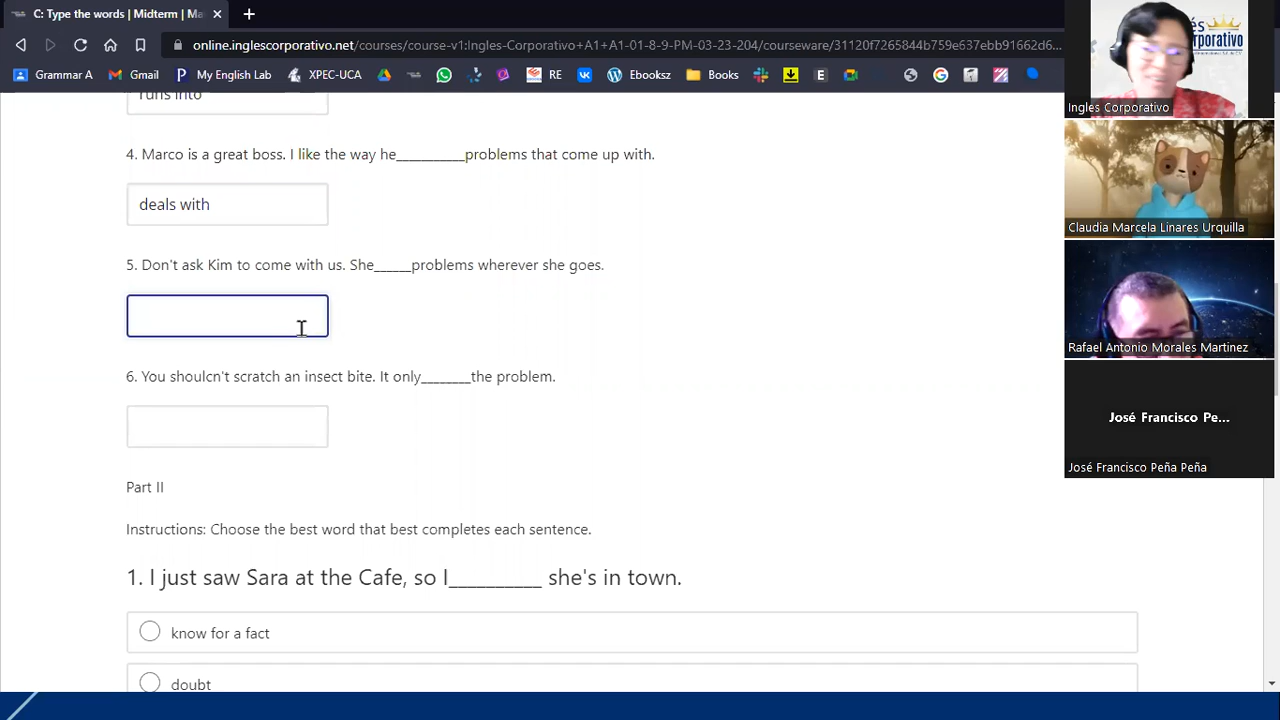 C: Type the words | Midterm | Ma
online.inglescorporativo.net/courses/course-v1:Ingles-Corporativo+A1+A1-01-8-9-PM-03-23-204/courseware/31120f7265844b759e637ebb91662d6...
Grammar A
Gmail
My English Lab
XPEC-UCA
RE
Ebooksz
Books
runs into
4. Marco is a great boss. I like the way he___________problems that come up with.
deals with
5. Don't ask Kim to come with us. She______problems wherever she goes.
6. You shoulcn't scratch an insect bite. It only________the problem.
Part II
Instructions: Choose the best word that best completes each sentence.
1. I just saw Sara at the Cafe, so I__________ she's in town.
know for a fact
doubt
Ingles Corporativo
Claudia Marcela Linares Urquilla
Rafael Antonio Morales Martinez
José Francisco Pe...
José Francisco Peña Peña